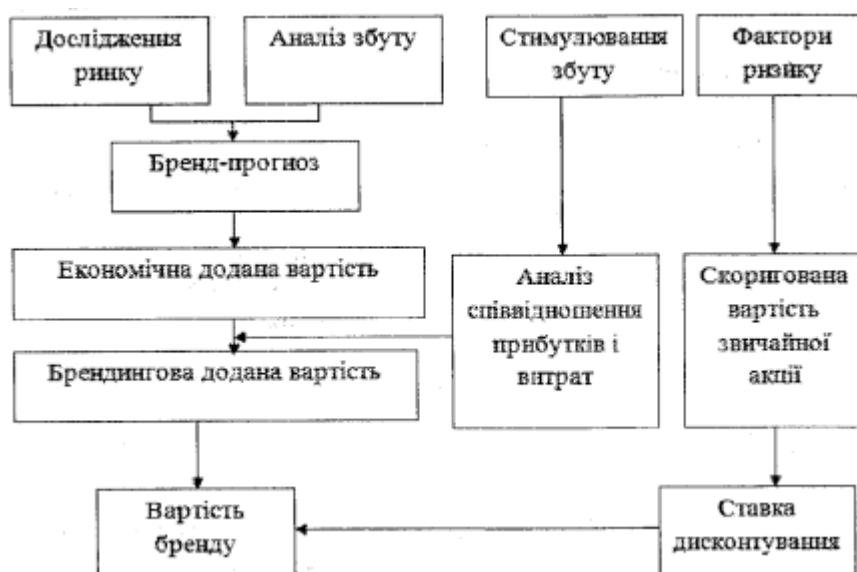 Дослідження
ринку
Аналіз збуту
Стимулювання
збуту
Фактори
ризику
Бренд-прогноз
Економічна додана вартість
Аналіз
співвідношення
прибутків і
витрат
Скоригована
вартість
звичайної
акції
Брендингова додана вартість
Вартість
бренду
Ставка
дисконтування